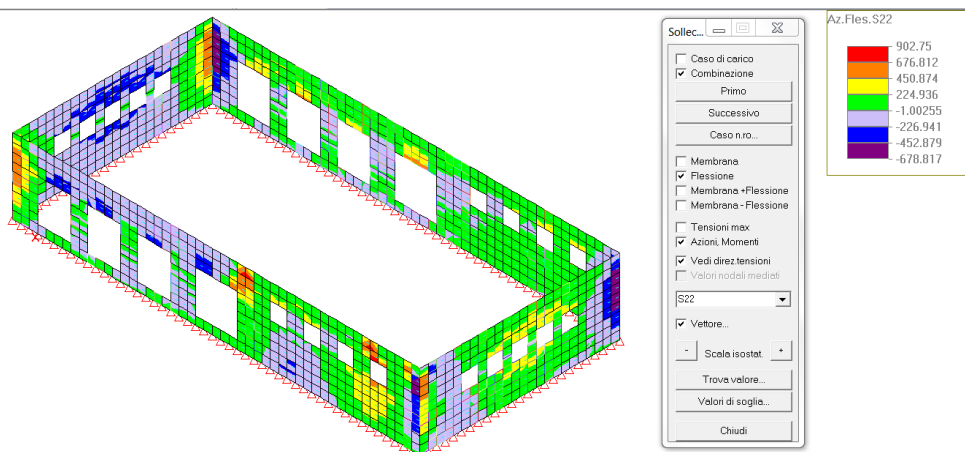 Sollec...
Caso di carico
Combinazione
Primo
Successivo
Caso n.ro...
Membrana
Flessione
Membrana +Flessione
Membrana - Flessione
Tensioni max
Azioni, Momenti
Vedi direz.tensioni
Valori nodali mediati
S22
Vettore...
- Scala isostat. +
Trova valore...
Valori di soglia...
Chiudi
Az.Fles.S22
902.75
676.812
450.874
224.936
-1.00255
-226.941
-452.879
-678.817